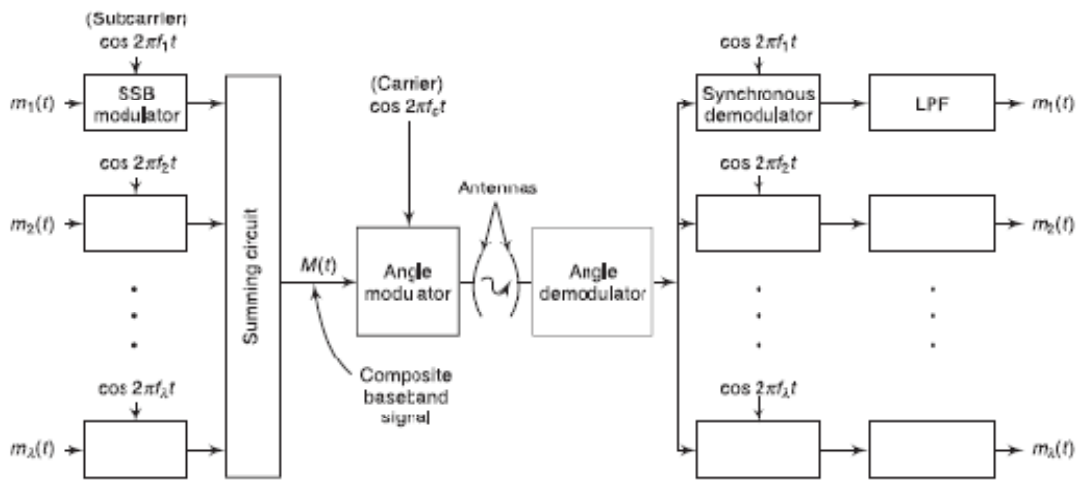 (Subcarrier)
cos 2πf₁t
m₁(t)
SSB
modulator
cos 2πf₂t
m₂(t)
cos 2πf_λt
m_λ(t)
Summing circuit
M(t)
Composite
baseband
signal
(Carrier)
cos 2πf_ct
Angle
modulator
Antennas
Angle
demodulator
cos 2πf₁t
Synchronous
demodulator
LPF
m₁(t)
cos 2πf₂t
m₂(t)
cos 2πf_λt
m_λ(t)